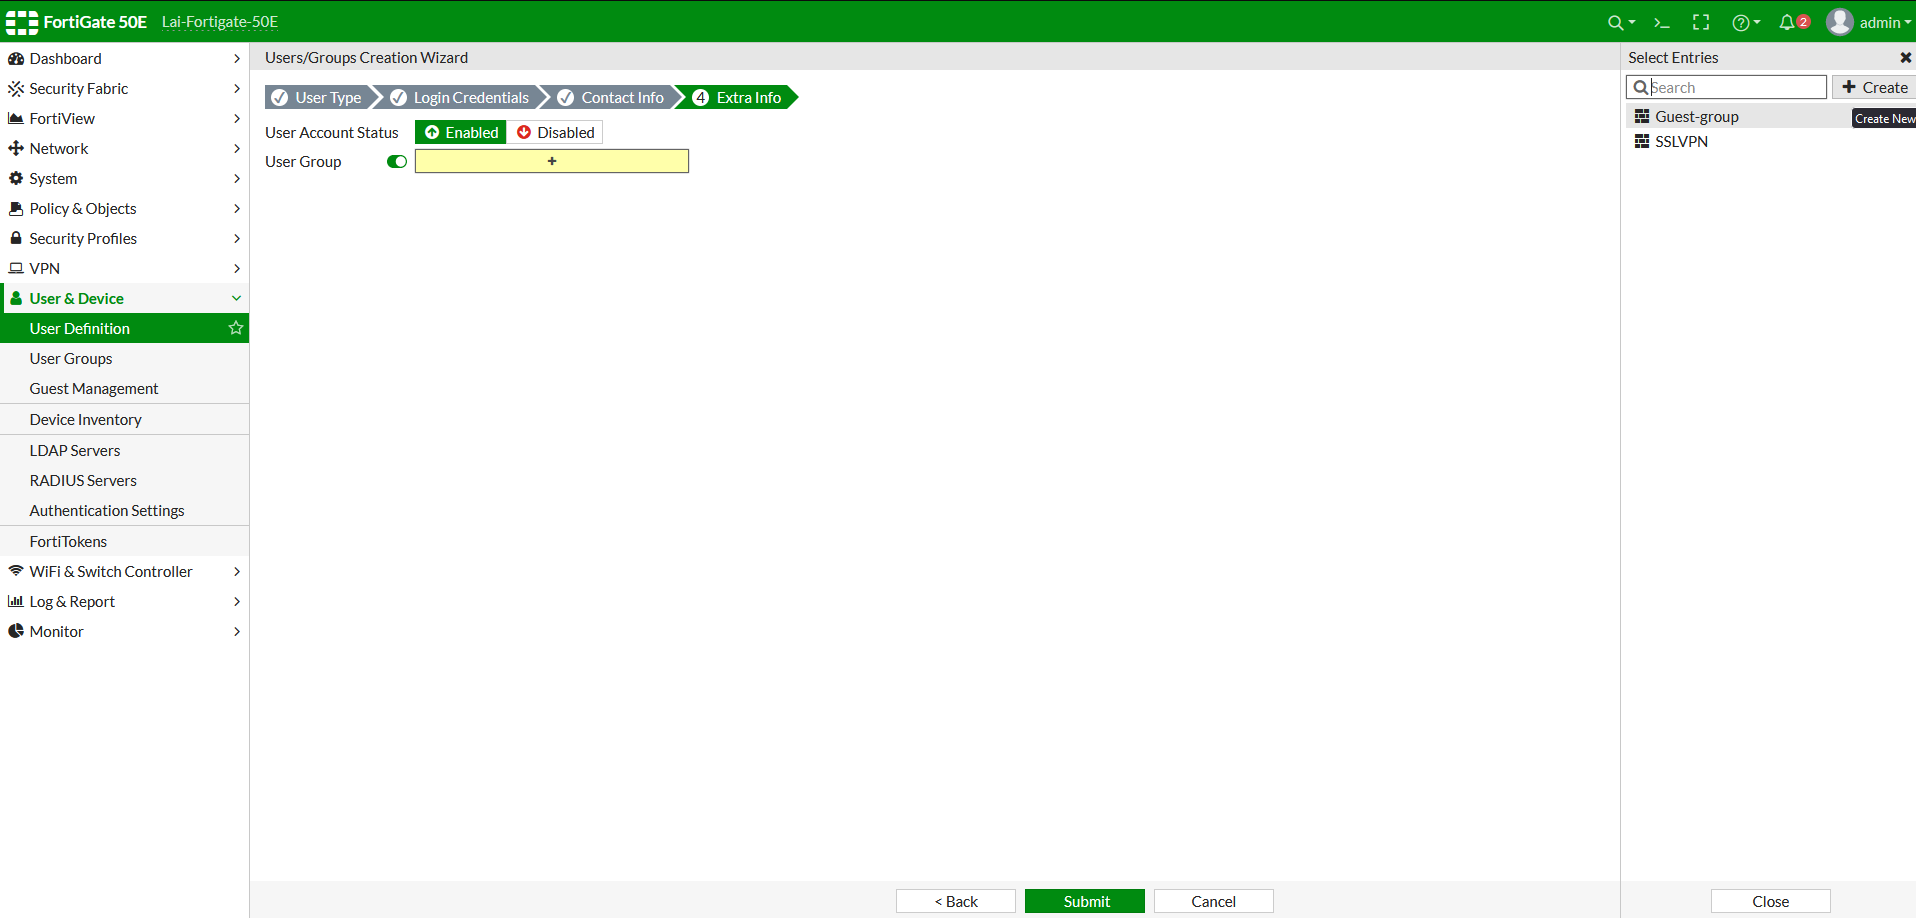 FortiGate 50E Lai-Fortigate-50E
2 admin
Dashboard
Security Fabric
FortiView
Network
System
Policy & Objects
Security Profiles
VPN
User & Device
User Definition
User Groups
Guest Management
Device Inventory
LDAP Servers
RADIUS Servers
Authentication Settings
FortiTokens
WiFi & Switch Controller
Log & Report
Monitor
Users/Groups Creation Wizard
User Type Login Credentials Contact Info 4 Extra Info
User Account Status Enabled Disabled
User Group +
< Back Submit Cancel
Select Entries
Search + Create
Guest-group
Create New
SSLVPN
Close